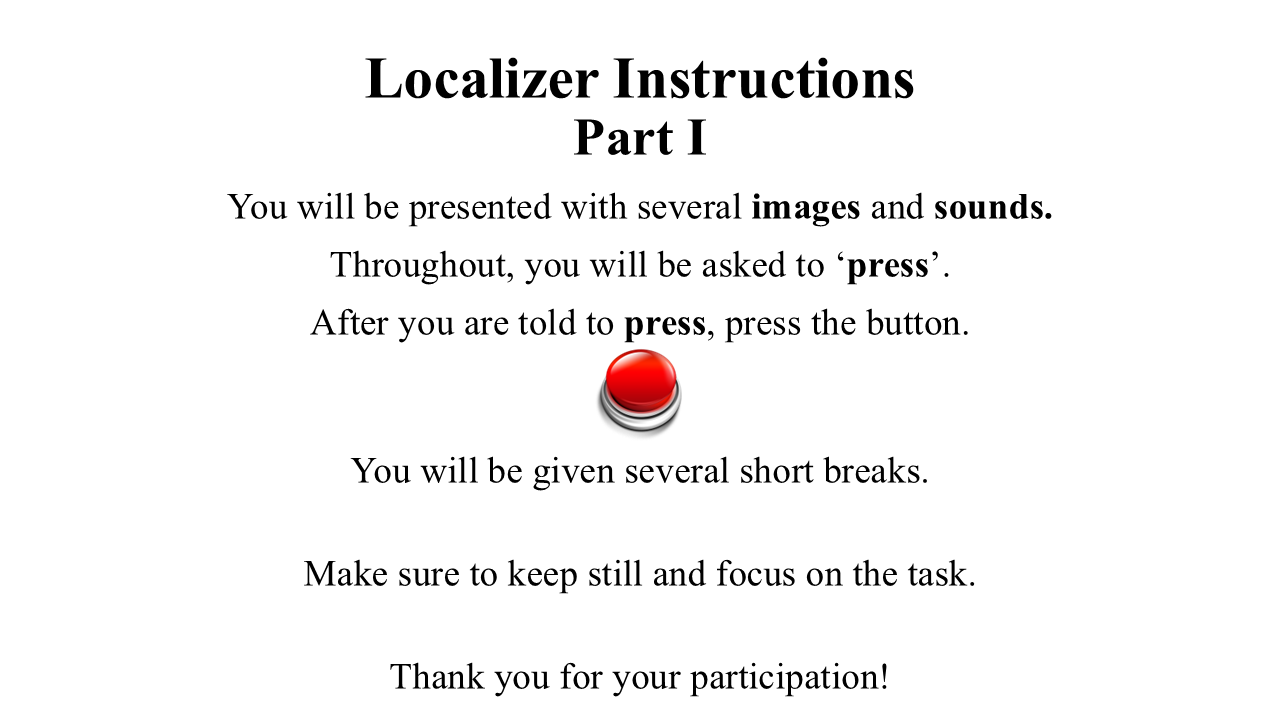 Localizer Instructions
Part I
You will be presented with several images and sounds.
Throughout, you will be asked to ‘press’.
After you are told to press, press the button.
You will be given several short breaks.
Make sure to keep still and focus on the task.
Thank you for your participation!